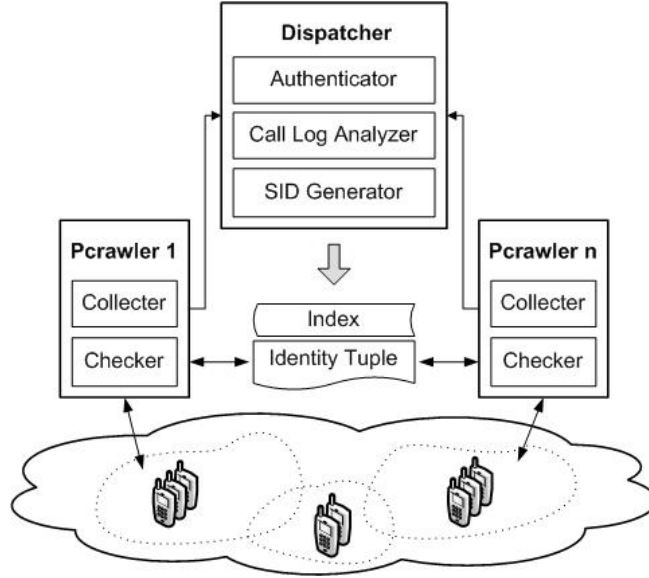 Dispatcher
Authenticator
Call Log Analyzer
SID Generator
Pcrawler 1
Collecter
Checker
Index
Identity Tuple
Pcrawler n
Collecter
Checker